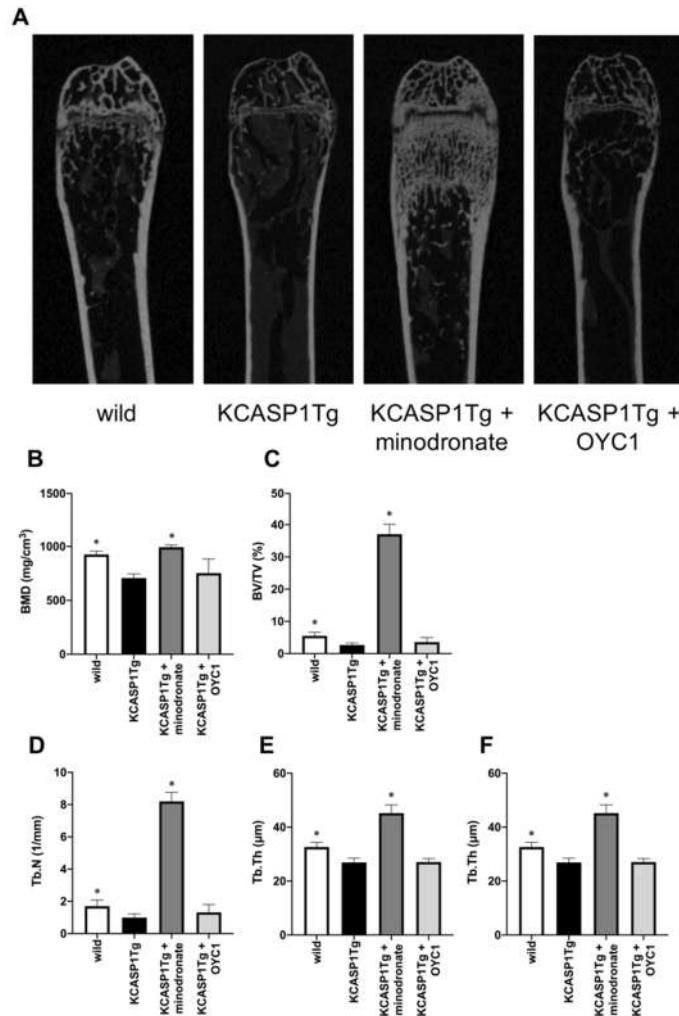 A
wild
KCASP1Tg
KCASP1Tg +
minodronate
KCASP1Tg +
OYC1
B
BMD (mg/cm³)
1500
1000
500
0
*
*
wild
KCASP1Tg
KCASP1Tg +
minodronate
KCASP1Tg +
OYC1
C
BV/TV (%)
50
40
30
20
10
0
*
*
wild
KCASP1Tg
KCASP1Tg +
minodronate
KCASP1Tg +
OYC1
D
Tb.N (1/mm)
10
8
6
4
2
0
*
*
wild
KCASP1Tg
KCASP1Tg +
minodronate
KCASP1Tg +
OYC1
E
Tb.Th (μm)
60
40
20
0
*
*
wild
KCASP1Tg
KCASP1Tg +
minodronate
KCASP1Tg +
OYC1
F
Tb.Th (μm)
60
40
20
0
*
*
wild
KCASP1Tg
KCASP1Tg +
minodronate
KCASP1Tg +
OYC1